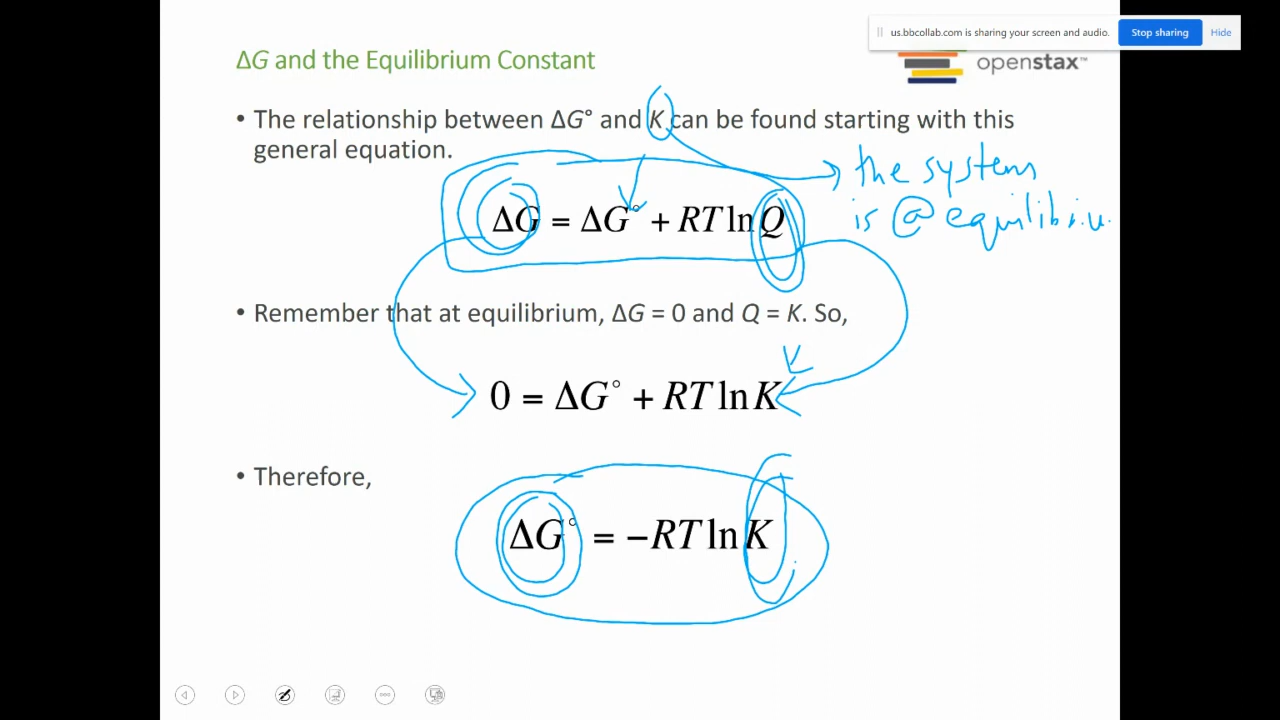 us.bbcollab.com is sharing your screen and audio. Stop sharing Hide
ΔG and the Equilibrium Constant
openstax™
• The relationship between ΔG° and K can be found starting with this
general equation.
the system
is @ equilibriu
ΔG = ΔG° + RT ln Q
• Remember that at equilibrium, ΔG = 0 and Q = K. So,
0 = ΔG° + RT ln K
• Therefore,
ΔG° = −RT ln K